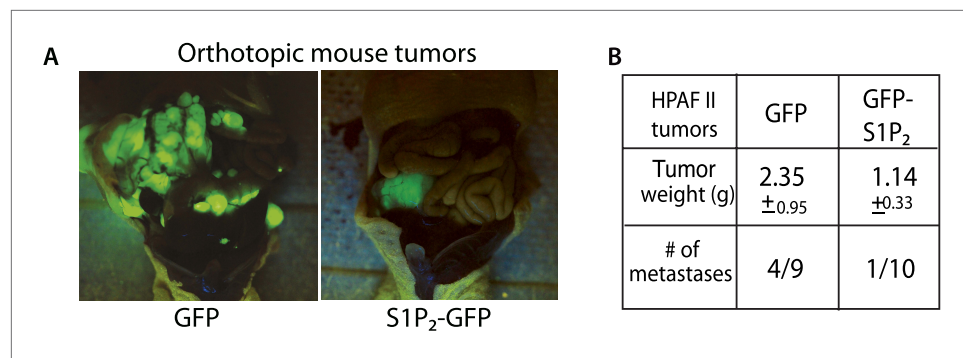 A
Orthotopic mouse tumors
GFP
S1P₂-GFP
B
HPAF II
tumors
GFP
GFP-
S1P₂
Tumor
weight (g)
2.35
±0.95
1.14
±0.33
# of
metastases
4/9
1/10